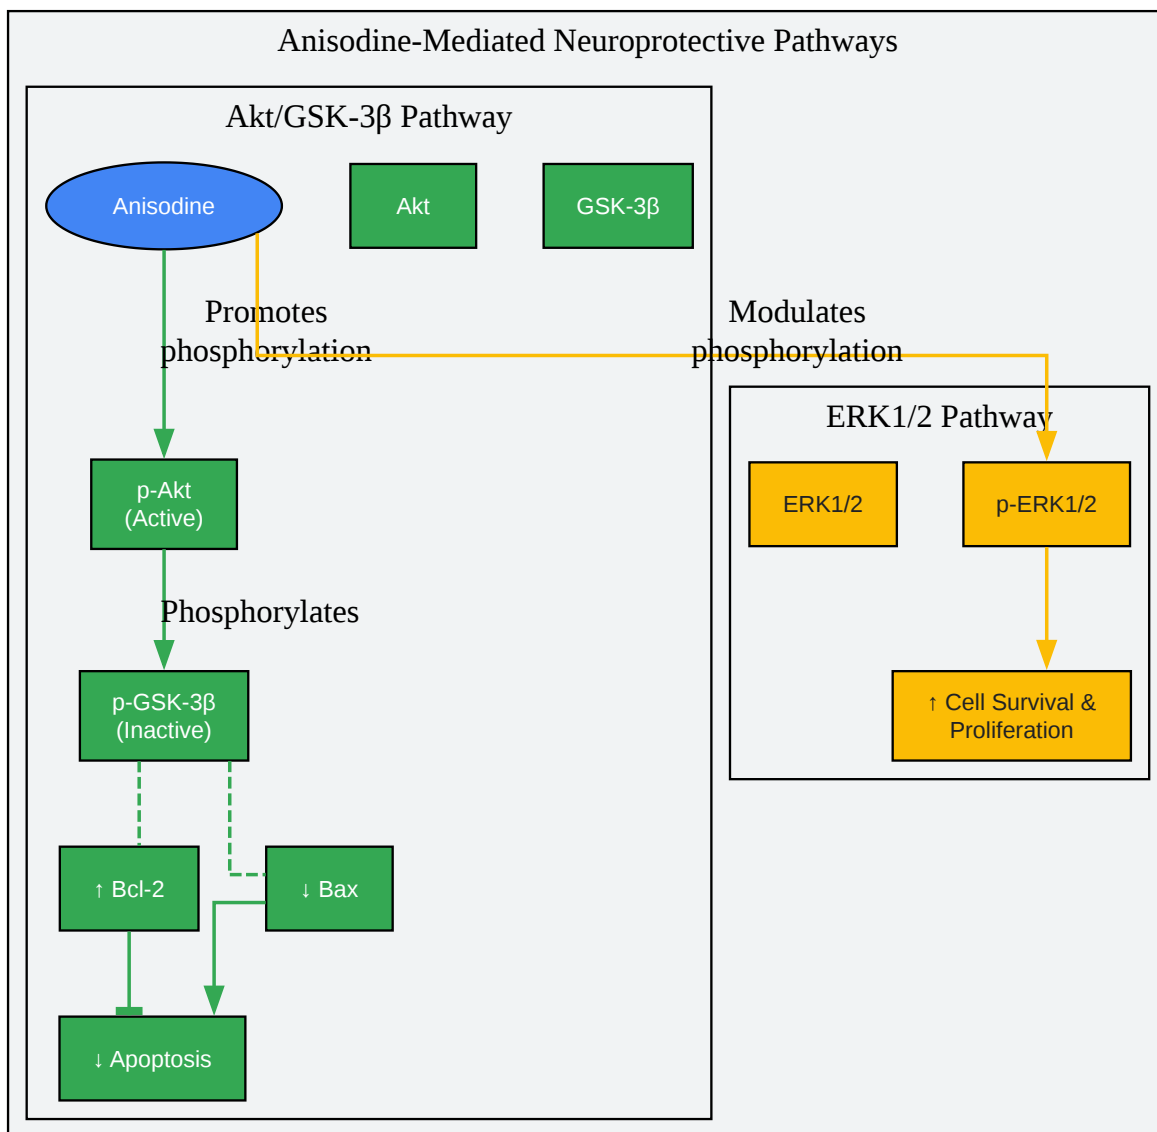 Anisodine-Mediated Neuroprotective Pathways
Akt/GSK-3β Pathway
Anisodine
Akt
GSK-3β
Promotes
phosphorylation
Modulates
phosphorylation
ERK1/2 Pathway
p-Akt
(Active)
ERK1/2
p-ERK1/2
Phosphorylates
p-GSK-3β
(Inactive)
↑ Cell Survival &
Proliferation
↑ Bcl-2
↓ Bax
↓ Apoptosis